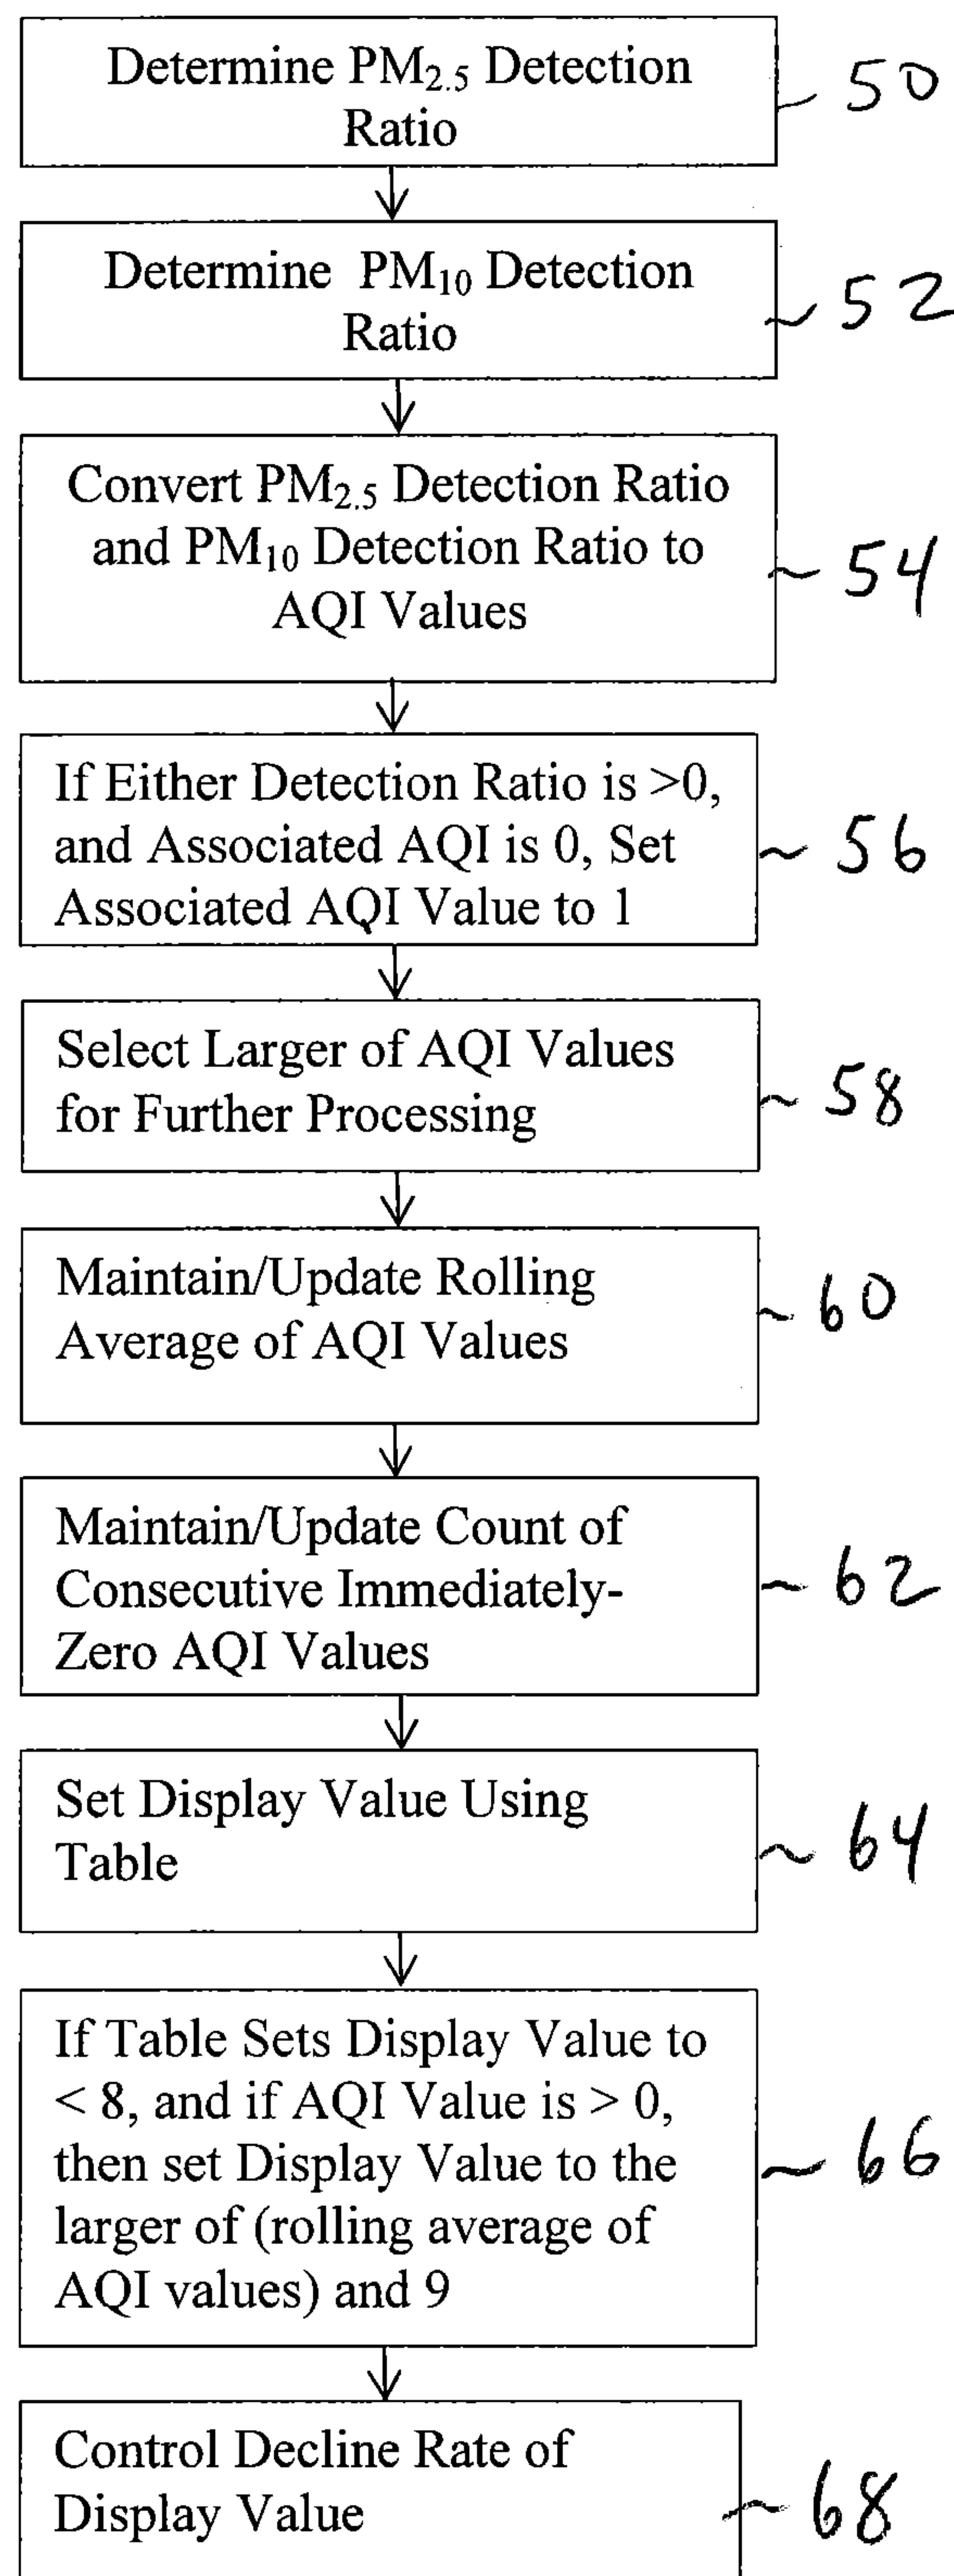 Determine PM₂.₅ Detection
Ratio
50
Determine PM₁₀ Detection
Ratio
52
Convert PM₂.₅ Detection Ratio
and PM₁₀ Detection Ratio to
AQI Values
54
If Either Detection Ratio is >0,
and Associated AQI is 0, Set
Associated AQI Value to 1
56
Select Larger of AQI Values
for Further Processing
58
Maintain/Update Rolling
Average of AQI Values
60
Maintain/Update Count of
Consecutive Immediately-
Zero AQI Values
62
Set Display Value Using
Table
64
If Table Sets Display Value to
< 8, and if AQI Value is > 0,
then set Display Value to the
larger of (rolling average of
AQI values) and 9
66
Control Decline Rate of
Display Value
68